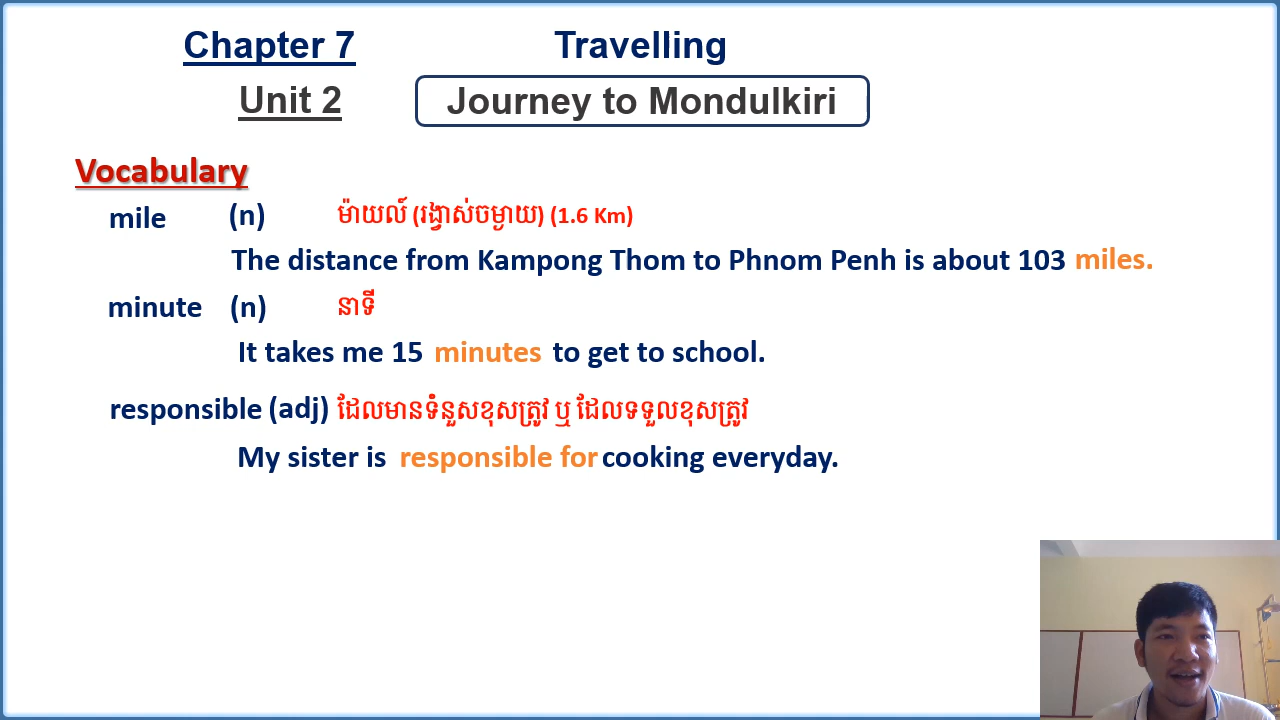 Chapter 7 Travelling
Unit 2 Journey to Mondulkiri
Vocabulary
mile (n) ម៉ាយល៍ (រង្វាស់ចម្ងាយ) (1.6 Km)
The distance from Kampong Thom to Phnom Penh is about 103 miles.
minute (n) នាទី
It takes me 15 minutes to get to school.
responsible (adj) ដែលមានទំនួសខុសត្រូវ ឬ ដែលទទួលខុសត្រូវ
My sister is responsible for cooking everyday.